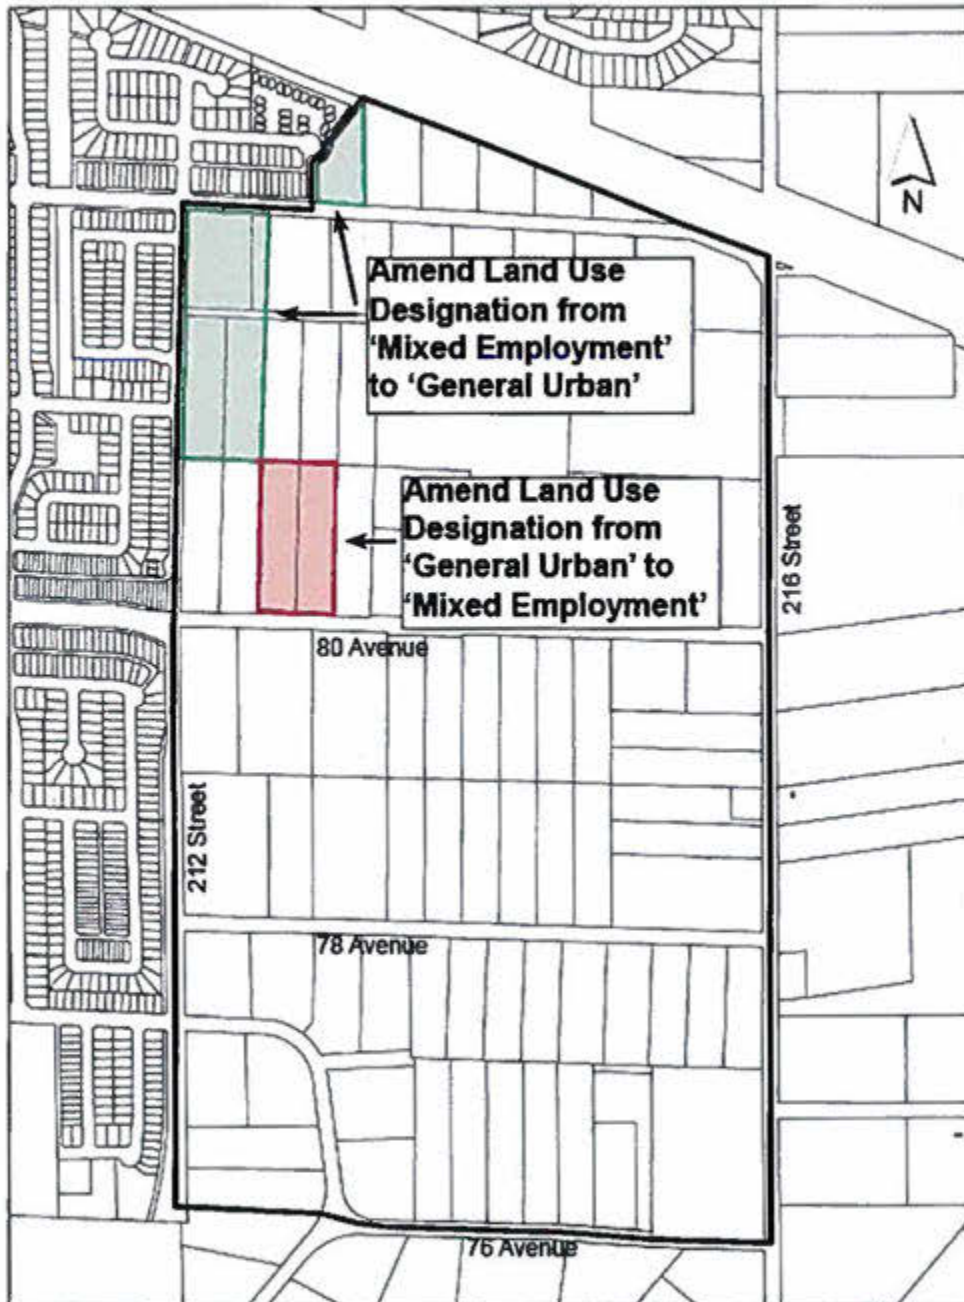 N
Amend Land Use
Designation from
‘Mixed Employment’
to ‘General Urban’
Amend Land Use
Designation from
‘General Urban’ to
‘Mixed Employment’
216 Street
80 Avenue
212 Street
78 Avenue
76 Avenue